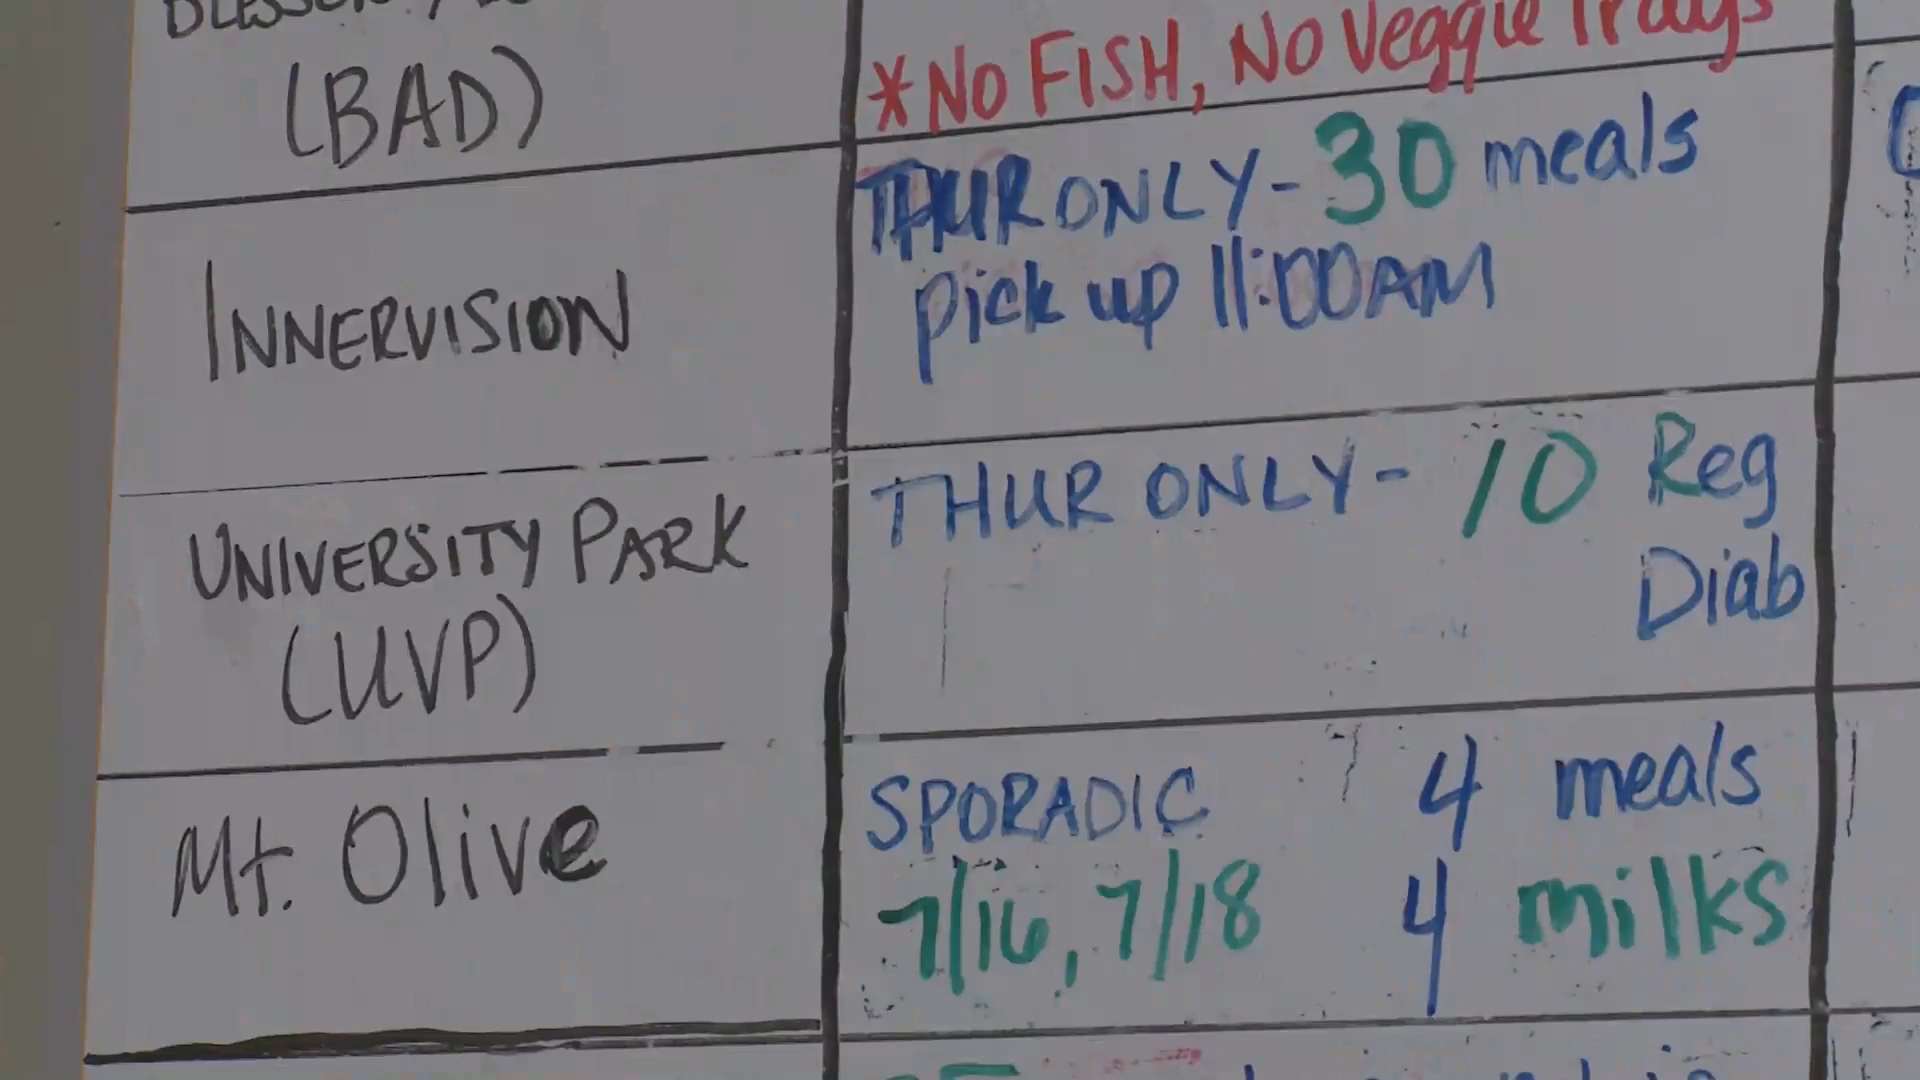 (BAD)
*NO FISH, NO Veggie Trays
INNERVISION
THUR ONLY - 30 meals
pick up 11:00AM
UNIVERSITY PARK
(UVP)
THUR ONLY - 10 Reg
Diab
Mt. Olive
SPORADIC 4 meals
7/16, 7/18 4 milks